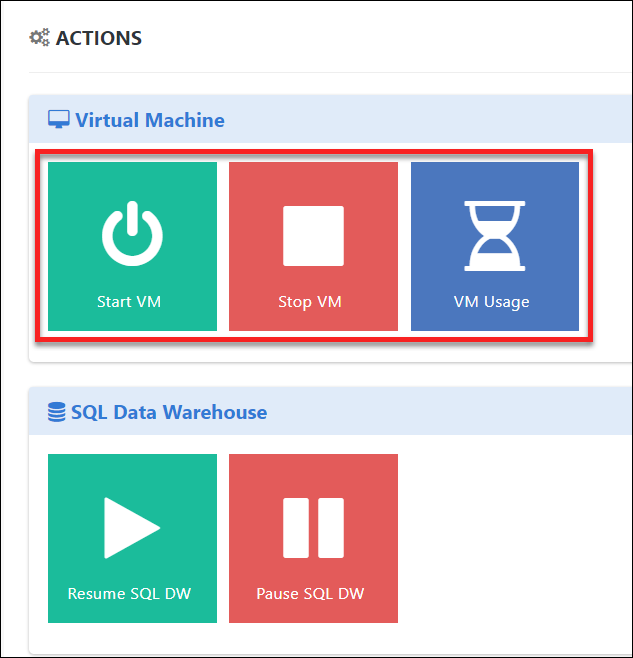 ACTIONS
Virtual Machine
Start VM
Stop VM
VM Usage
SQL Data Warehouse
Resume SQL DW
Pause SQL DW